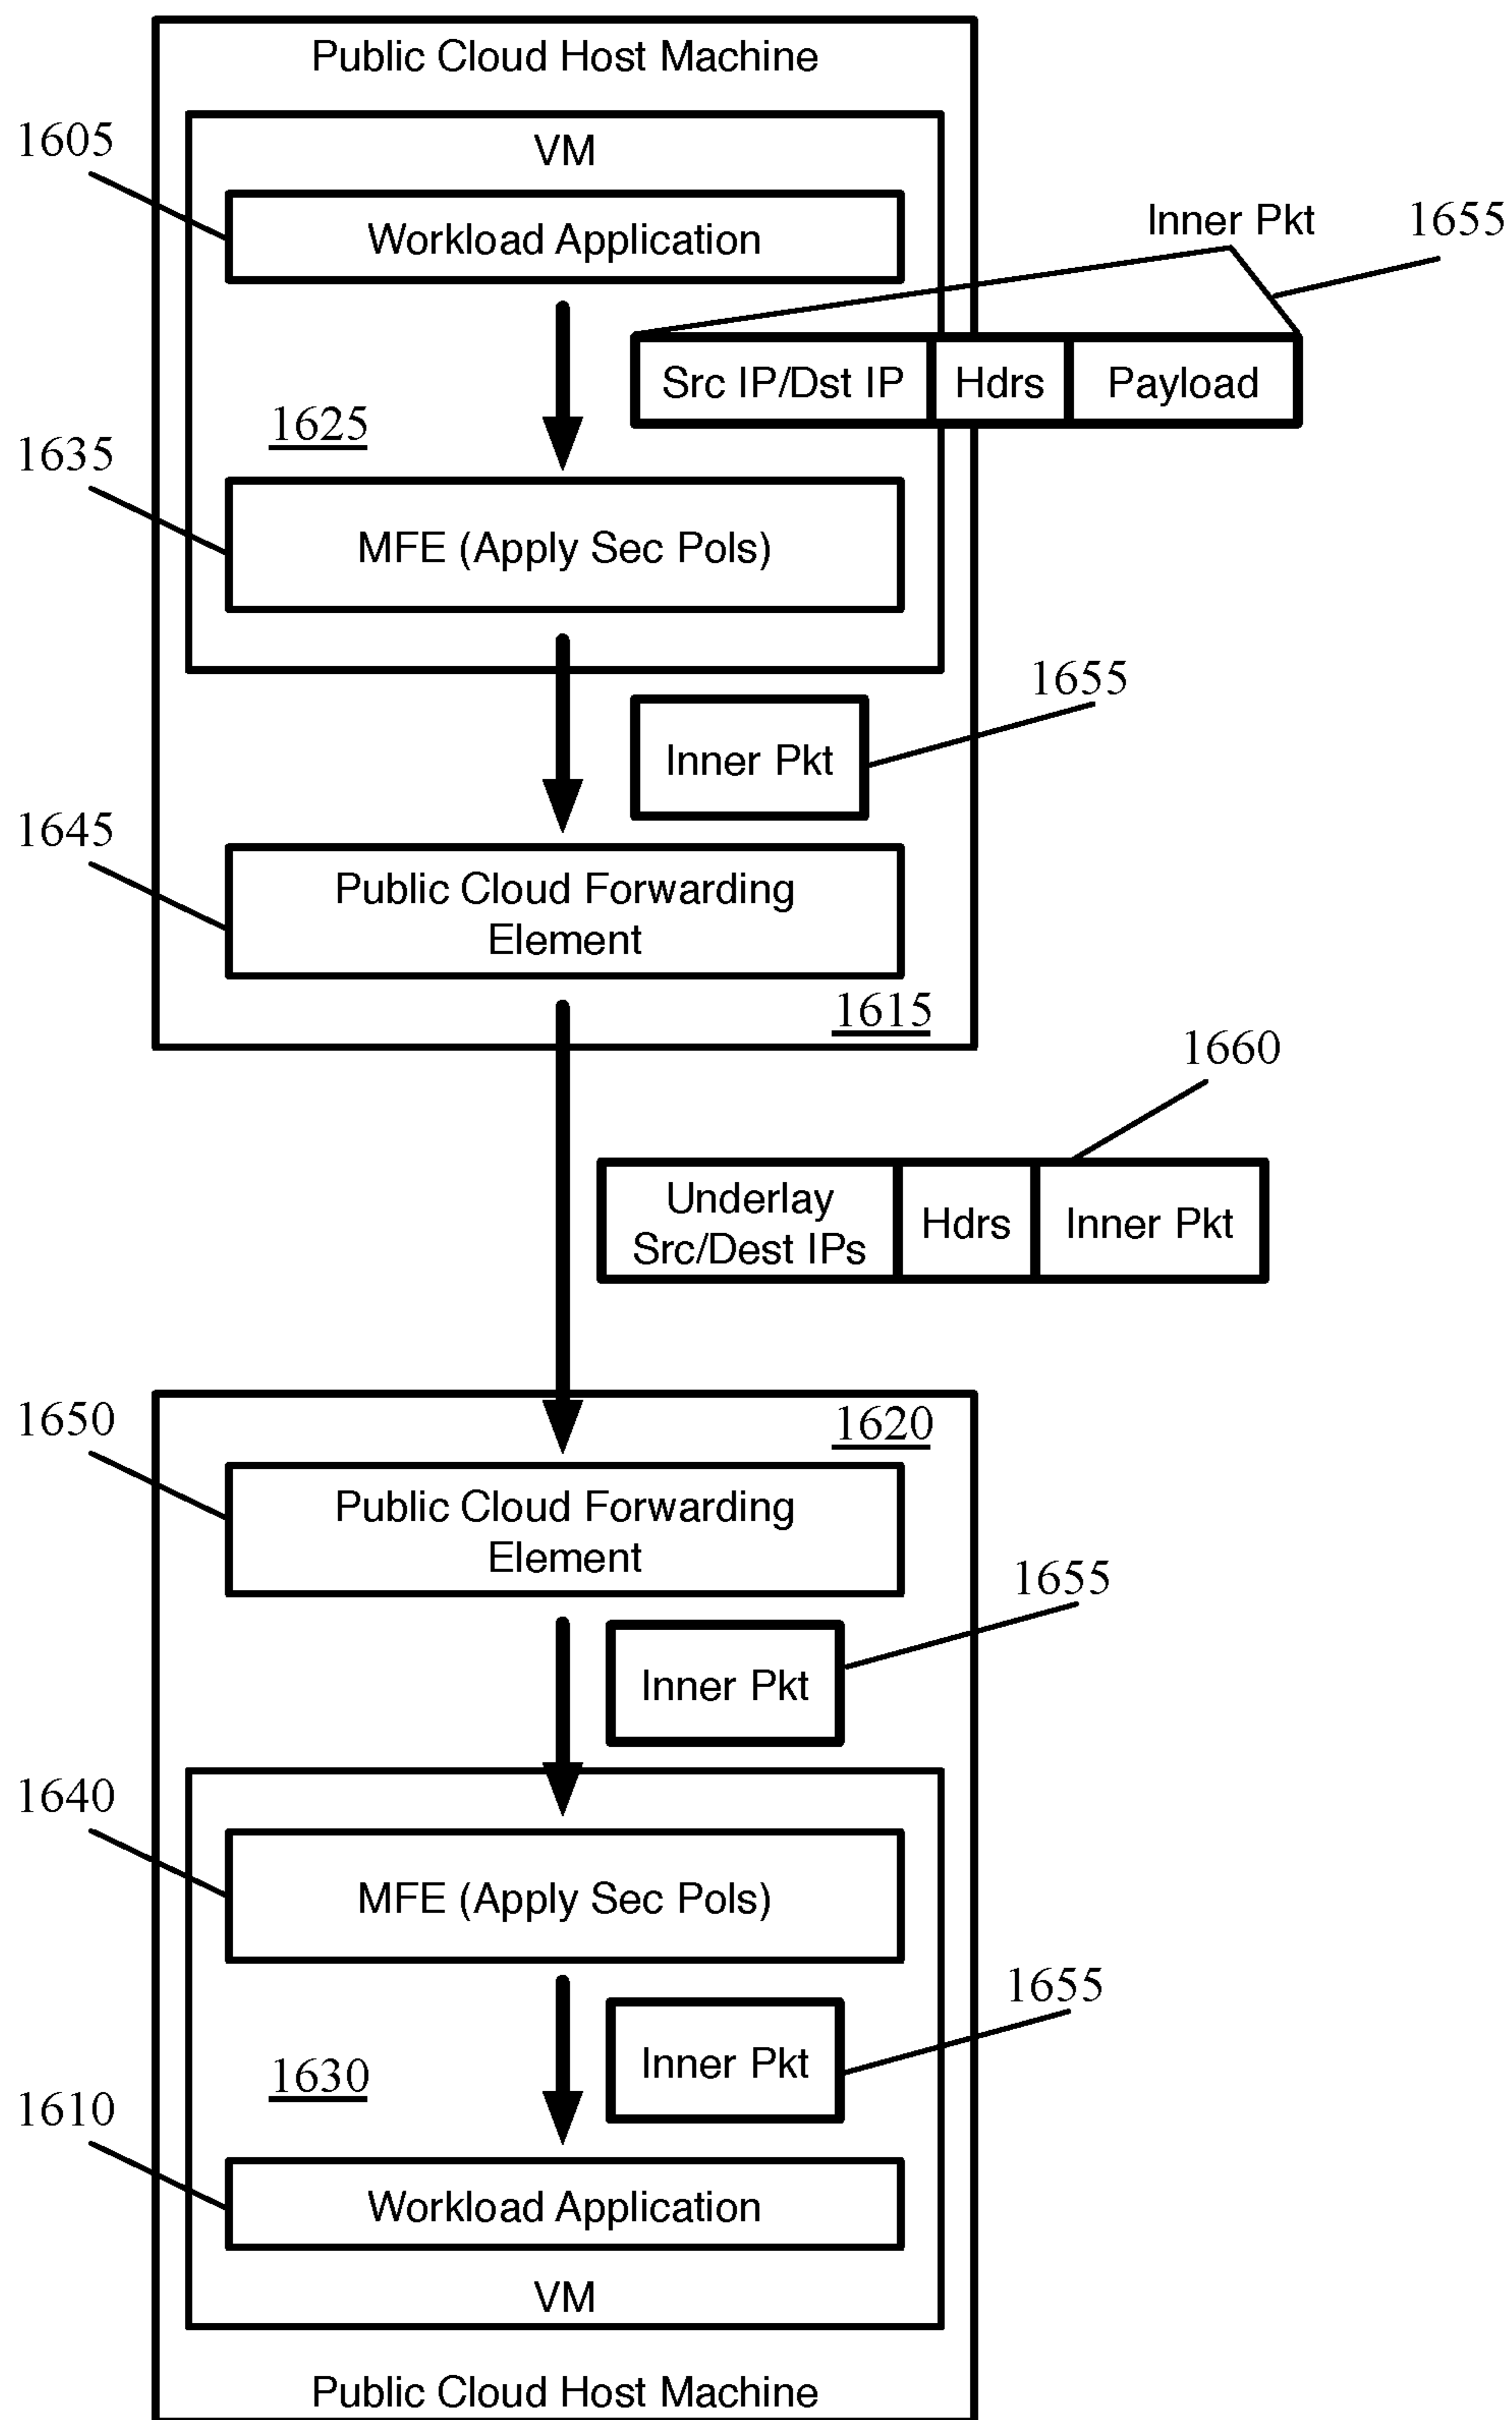 Public Cloud Host Machine
1605
VM
Workload Application
Inner Pkt
1655
Src IP/Dst IP
Hdrs
Payload
1625
1635
MFE (Apply Sec Pols)
1655
Inner Pkt
1645
Public Cloud Forwarding
Element
1615
1660
Underlay
Src/Dest IPs
Hdrs
Inner Pkt
1650
1620
Public Cloud Forwarding
Element
1655
Inner Pkt
1640
MFE (Apply Sec Pols)
1655
Inner Pkt
1630
1610
Workload Application
VM
Public Cloud Host Machine